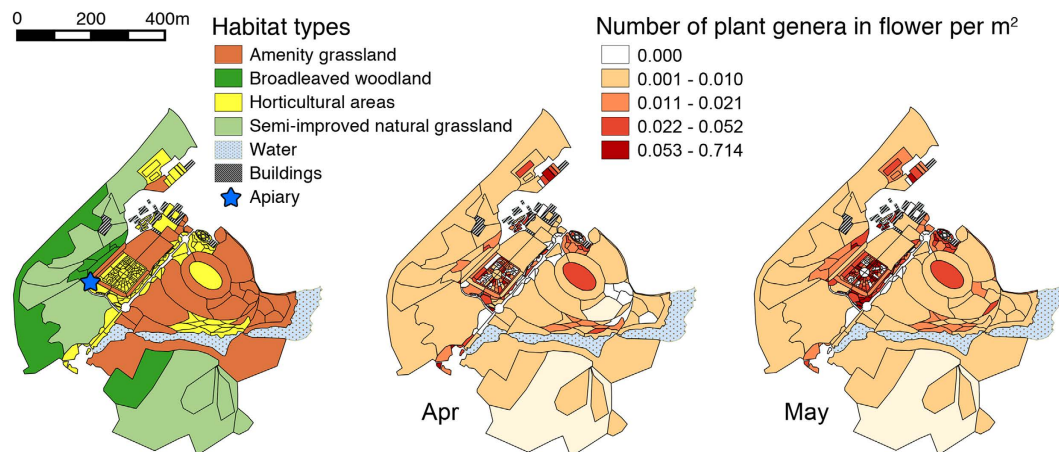 0 200 400m
Habitat types
Amenity grassland
Broadleaved woodland
Horticultural areas
Semi-improved natural grassland
Water
Buildings
Apiary
Number of plant genera in flower per m²
0.000
0.001 - 0.010
0.011 - 0.021
0.022 - 0.052
0.053 - 0.714
Apr
May